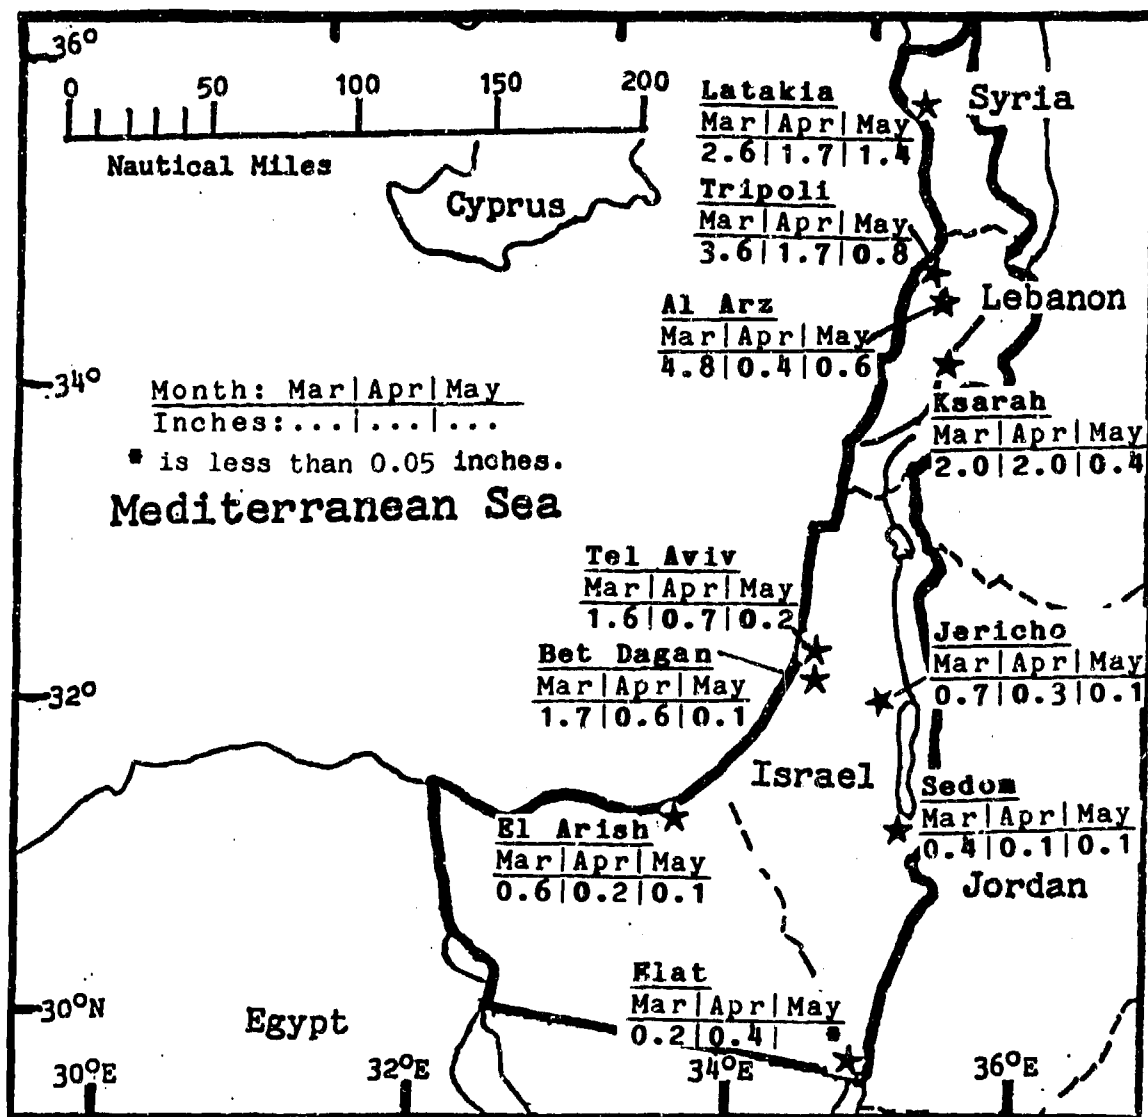 36°
0 50 100 150 200
Nautical Miles
Cyprus
Latakia
Mar|Apr|May
2.6|1.7|1.4
Syria
Tripoli
Mar|Apr|May
3.6|1.7|0.8
Al Arz
Mar|Apr|May
4.8|0.4|0.6
Lebanon
34°
Month: Mar|Apr|May
Inches:...|...|...
* is less than 0.05 inches.
Mediterranean Sea
Ksarah
Mar|Apr|May
2.0|2.0|0.4
Tel Aviv
Mar|Apr|May
1.6|0.7|0.2
Bet Dagan
Mar|Apr|May
1.7|0.6|0.1
Jericho
Mar|Apr|May
0.7|0.3|0.1
32°
Israel
Sedom
Mar|Apr|May
0.4|0.1|0.1
Jordan
El Arish
Mar|Apr|May
0.6|0.2|0.1
Elat
Mar|Apr|May
0.2|0.4| *
30°N
Egypt
30°E 32°E 34°E 36°E